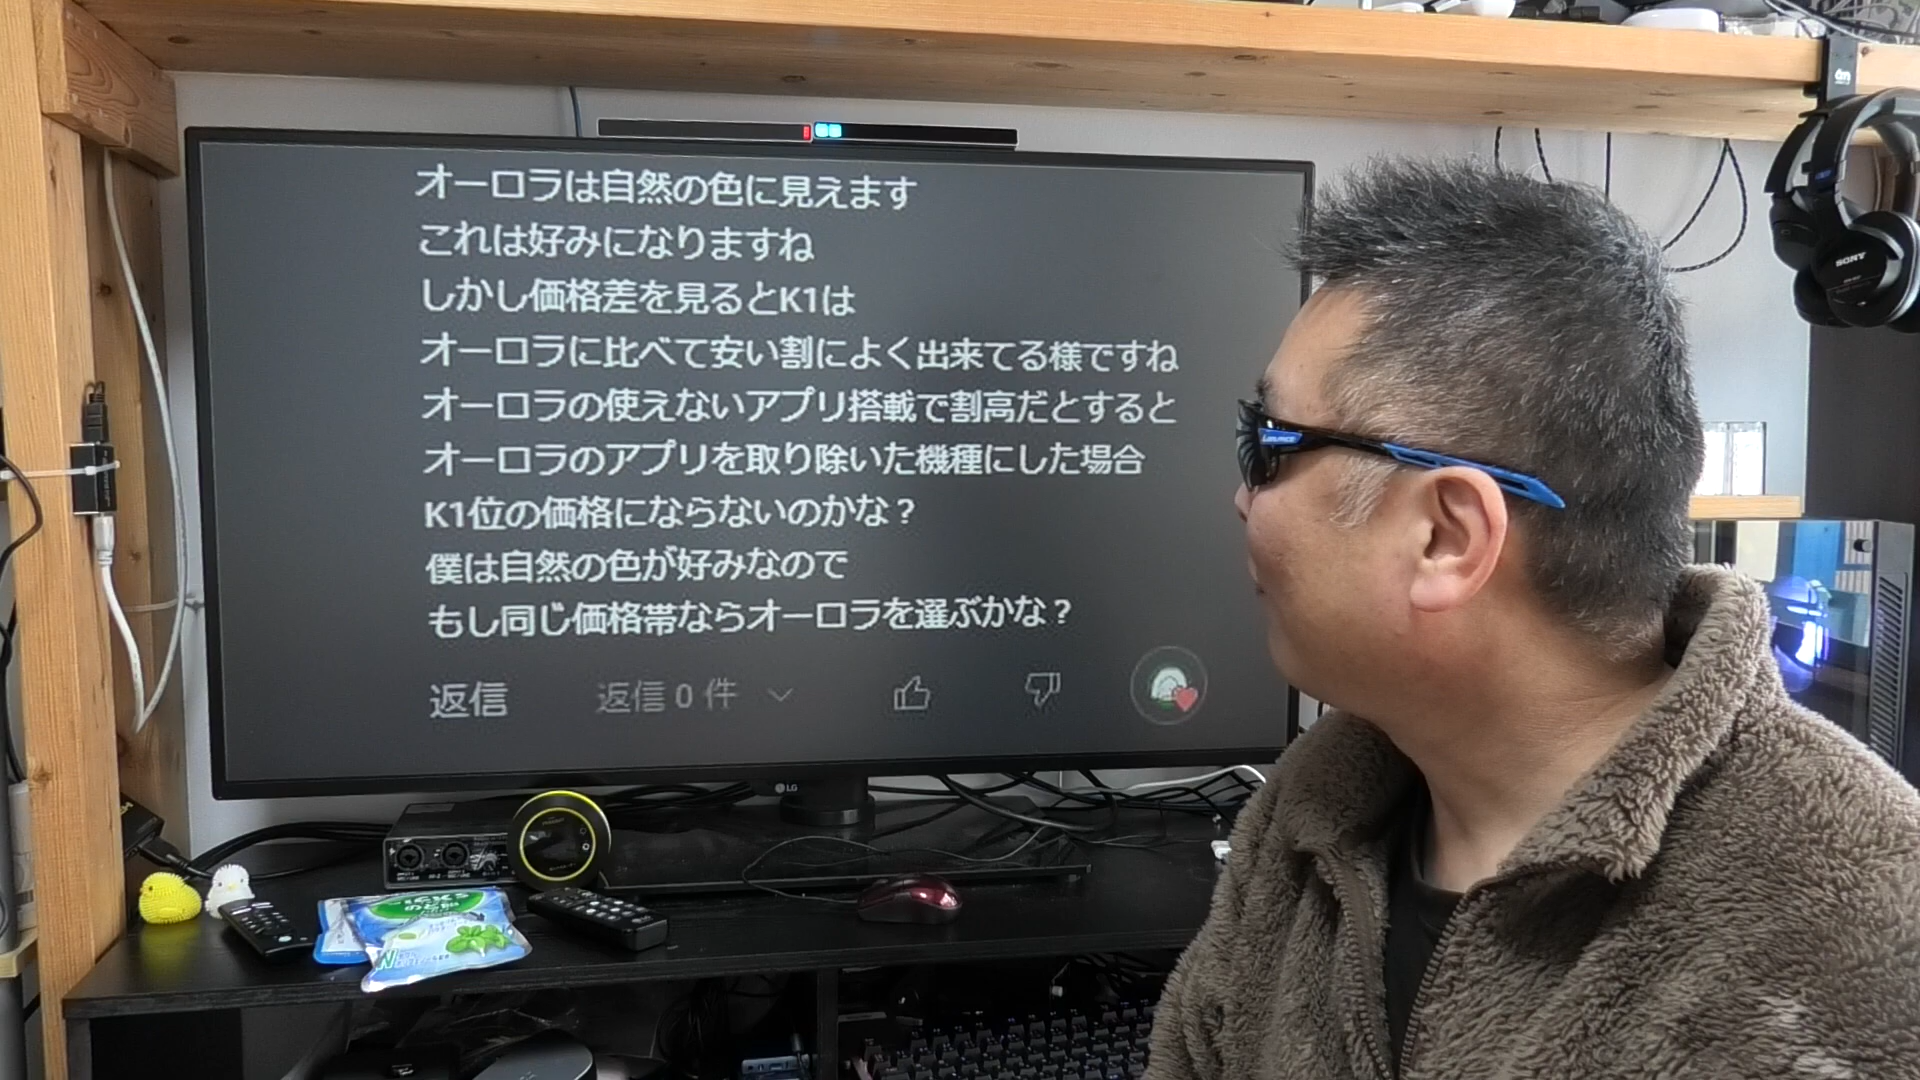 オーロラは自然の色に見えます
これは好みになりますね
しかし価格差を見るとK1は
オーロラに比べて安い割によく出来てる様ですね
オーロラの使えないアプリ搭載で割高だとすると
オーロラのアプリを取り除いた機種にした場合
K1位の価格にならないのかな？
僕は自然の色が好みなので
もし同じ価格帯ならオーロラを選ぶかな？
返信 返信 0 件
LG
SONY